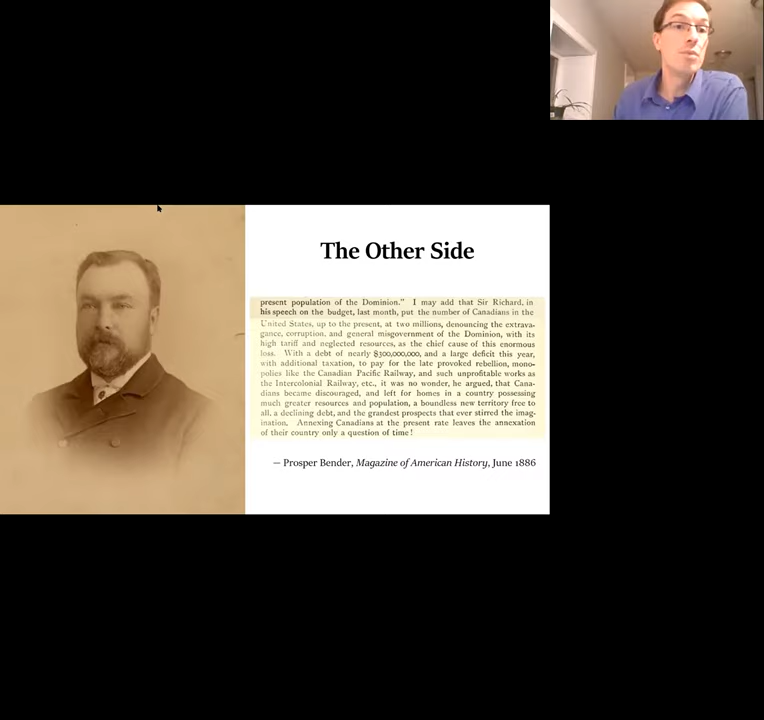 The Other Side
present population of the Dominion." I may add that Sir Richard, in
his speech on the budget, last month, put the number of Canadians in the
United States, up to the present, at two millions, denouncing the extrava-
gance, corruption, and general misgovernment of the Dominion, with its
high tariff and neglected resources, as the chief cause of this enormous
loss. With a debt of nearly $300,000,000, and a large deficit this year,
with additional taxation, to pay for the late provoked rebellion, mono-
polies like the Canadian Pacific Railway, and such unprofitable works as
the Intercolonial Railway, etc., it was no wonder, he argued, that Cana-
dians became discouraged, and left for homes in a country possessing
much greater resources and population, a boundless new territory free to
all, a declining debt, and the grandest prospects that ever stirred the imag-
ination. Annexing Canadians at the present rate leaves the annexation
of their country only a question of time!
— Prosper Bender, Magazine of American History, June 1886